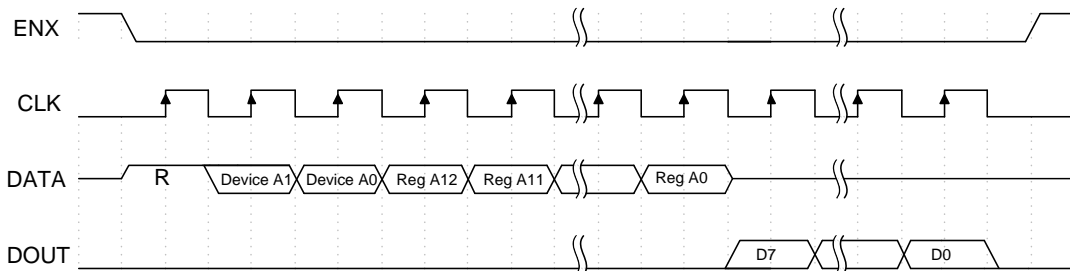 ENX
CLK
DATA R Device A1 Device A0 Reg A12 Reg A11 Reg A0
DOUT D7 D0